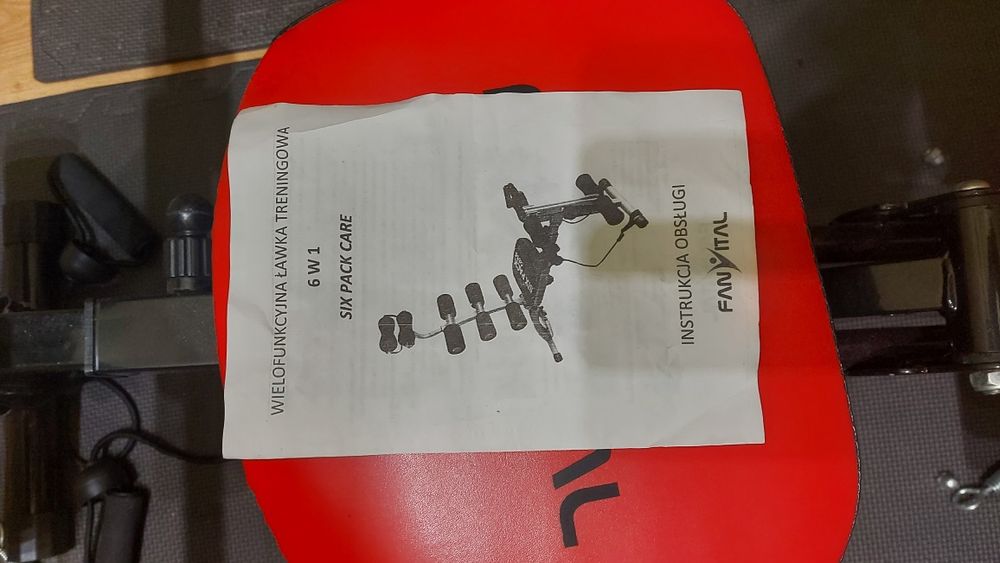 WIELOFUNKCYJNA ŁAWKA TRENINGOWA
6 W 1
SIX PACK CARE
INSTRUKCJA OBSŁUGI
FANVITAL